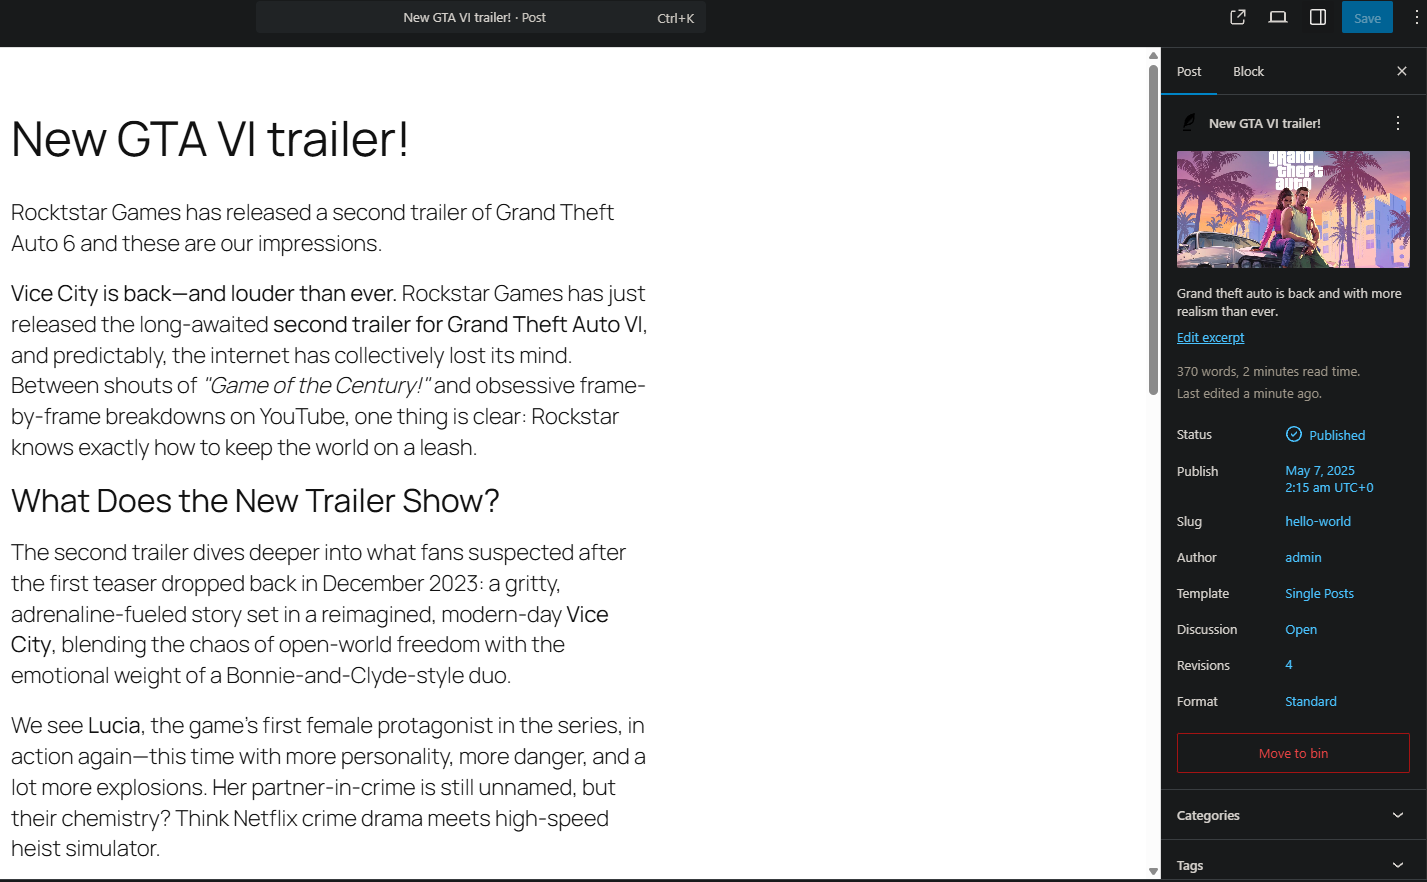 New GTA VI trailer! · Post Ctrl+K
Save
New GTA VI trailer!
Rocktstar Games has released a second trailer of Grand Theft
Auto 6 and these are our impressions.
Vice City is back—and louder than ever. Rockstar Games has just
released the long-awaited second trailer for Grand Theft Auto VI,
and predictably, the internet has collectively lost its mind.
Between shouts of "Game of the Century!" and obsessive frame-
by-frame breakdowns on YouTube, one thing is clear: Rockstar
knows exactly how to keep the world on a leash.
What Does the New Trailer Show?
The second trailer dives deeper into what fans suspected after
the first teaser dropped back in December 2023: a gritty,
adrenaline-fueled story set in a reimagined, modern-day Vice
City, blending the chaos of open-world freedom with the
emotional weight of a Bonnie-and-Clyde-style duo.
We see Lucia, the game's first female protagonist in the series, in
action again—this time with more personality, more danger, and a
lot more explosions. Her partner-in-crime is still unnamed, but
their chemistry? Think Netflix crime drama meets high-speed
heist simulator.
Post Block
New GTA VI trailer!
grand
theft
auto
Grand theft auto is back and with more
realism than ever.
Edit excerpt
370 words, 2 minutes read time.
Last edited a minute ago.
Status Published
Publish May 7, 2025
2:15 am UTC+0
Slug hello-world
Author admin
Template Single Posts
Discussion Open
Revisions 4
Format Standard
Move to bin
Categories
Tags